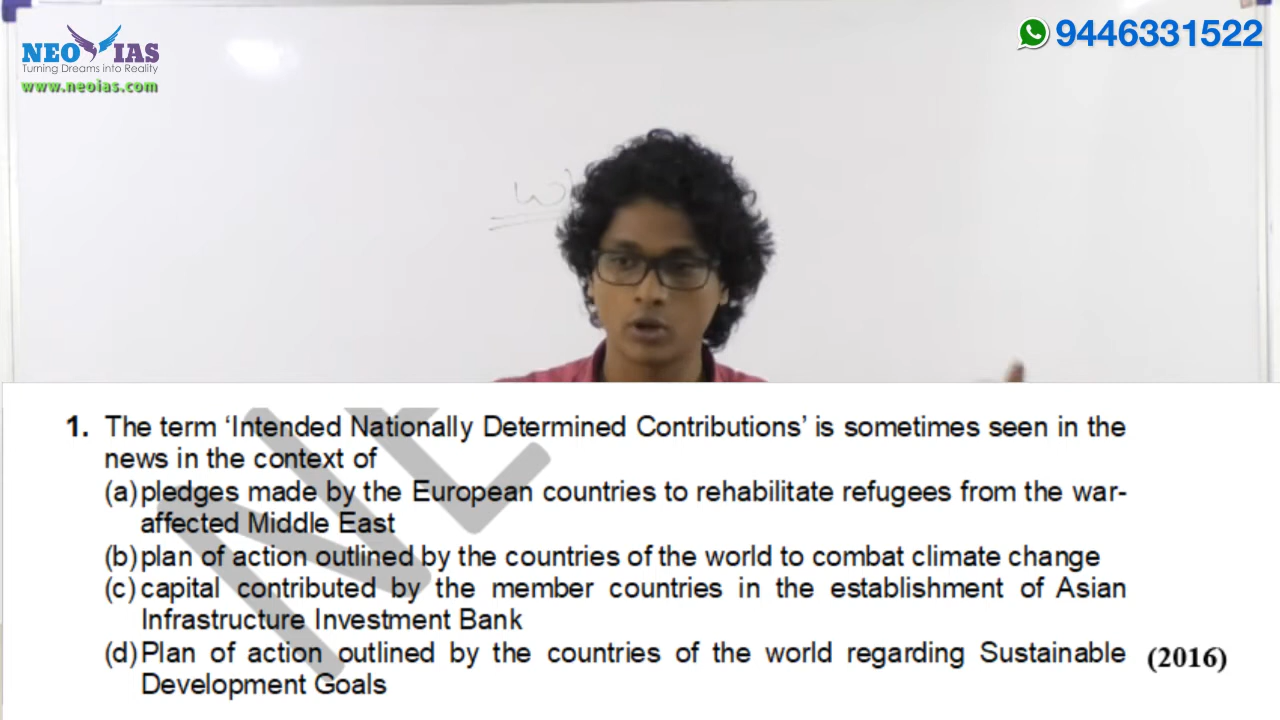 NEO IAS
Turning Dreams into Reality
www.neoias.com
9446331522
1. The term ‘Intended Nationally Determined Contributions’ is sometimes seen in the
news in the context of
(a) pledges made by the European countries to rehabilitate refugees from the war-
affected Middle East
(b) plan of action outlined by the countries of the world to combat climate change
(c) capital contributed by the member countries in the establishment of Asian
Infrastructure Investment Bank
(d) Plan of action outlined by the countries of the world regarding Sustainable (2016)
Development Goals